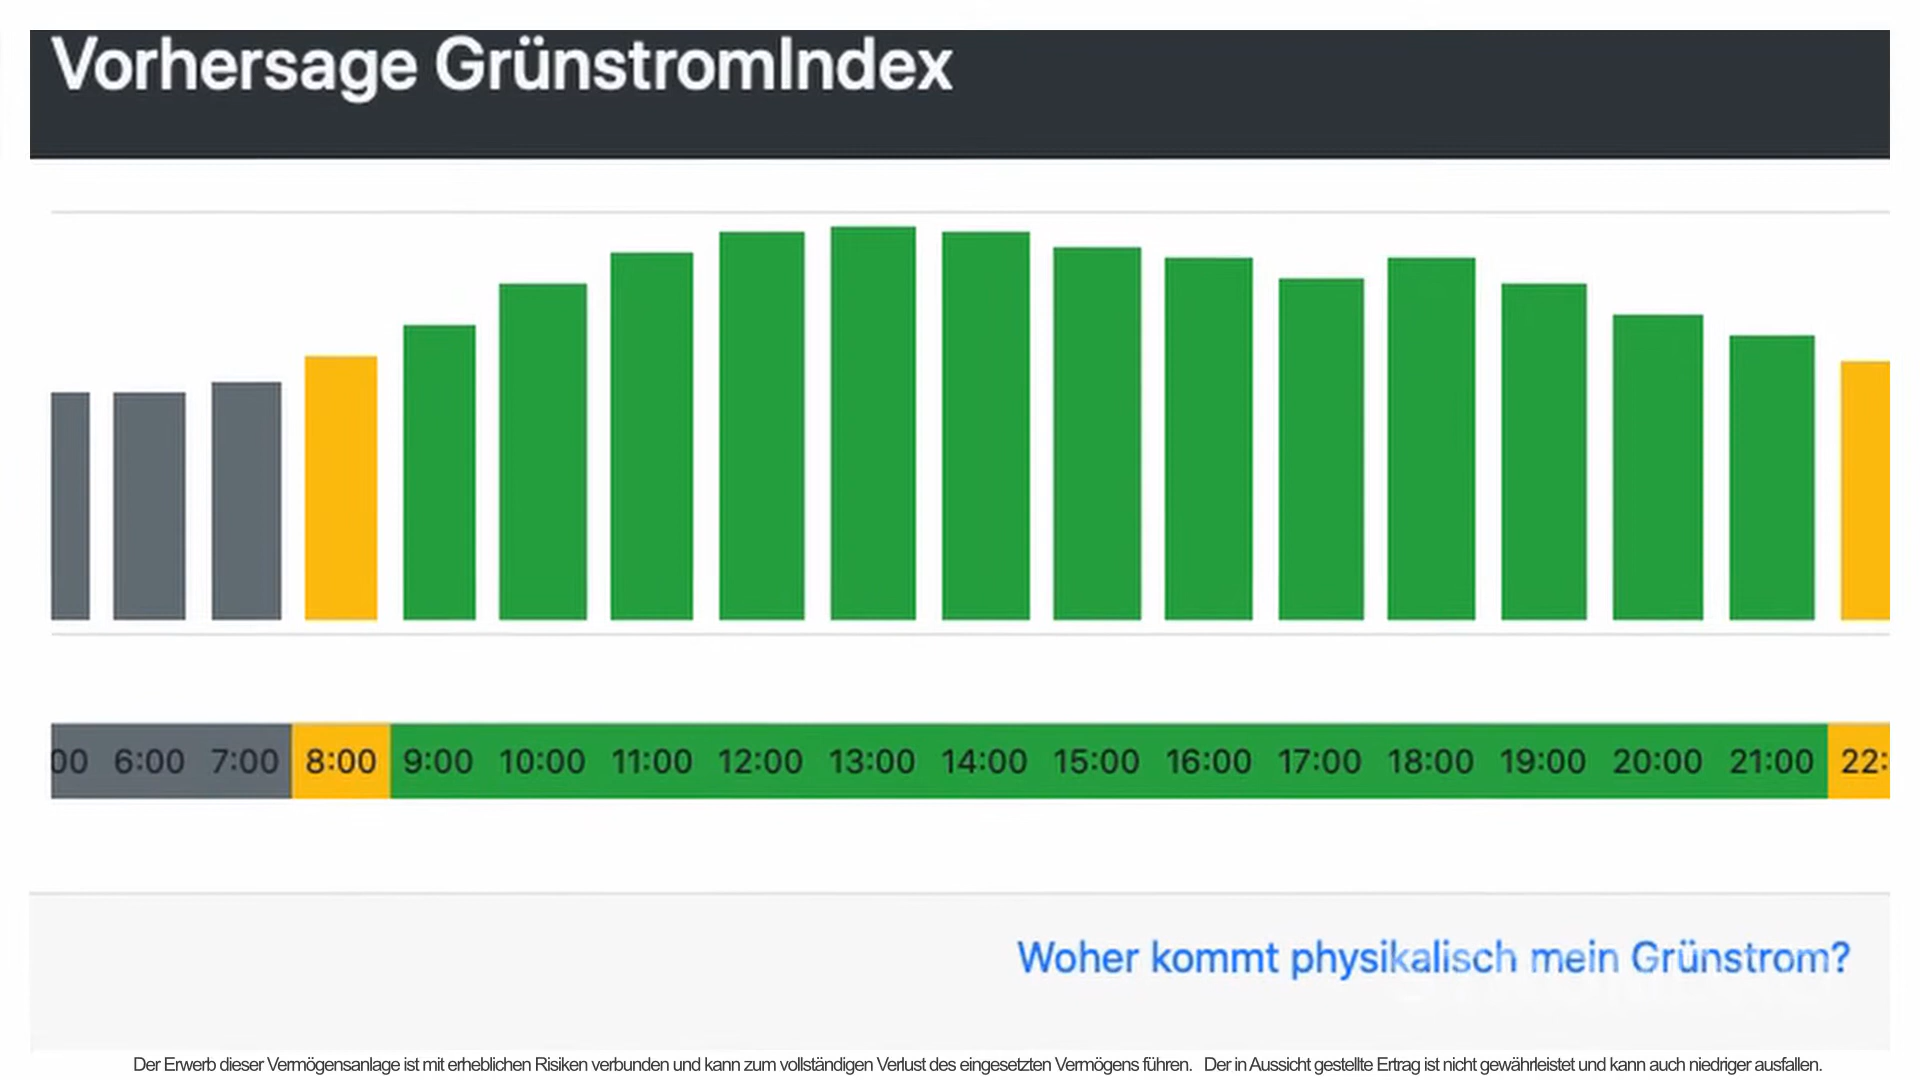 Vorhersage GrünstromIndex
00 6:00 7:00 8:00 9:00 10:00 11:00 12:00 13:00 14:00 15:00 16:00 17:00 18:00 19:00 20:00 21:00 22:
Woher kommt physikalisch mein Grünstrom?
Der Erwerb dieser Vermögensanlage ist mit erheblichen Risiken verbunden und kann zum vollständigen Verlust des eingesetzten Vermögens führen. Der in Aussicht gestellte Ertrag ist nicht gewährleistet und kann auch niedriger ausfallen.